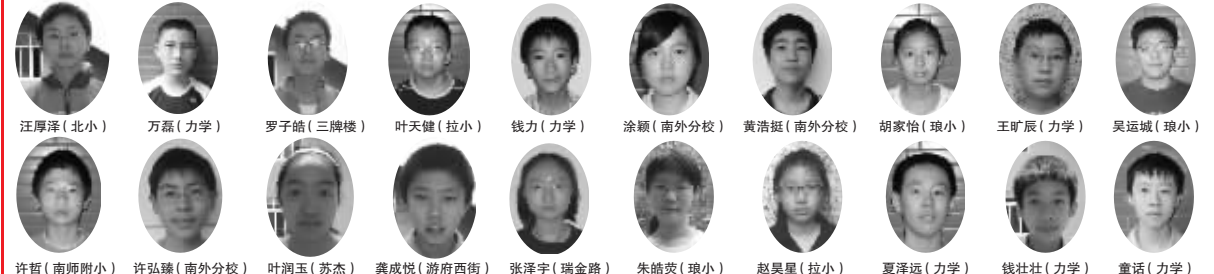 汪厚泽(北小) 万磊(力学) 罗子皓(三牌楼) 叶天健(拉小) 钱力(力学) 涂颖(南外分校) 黄浩挺(南外分校) 胡家怡(琅小) 王旷辰(力学) 吴运城(琅小)
许哲(南师附小) 许弘臻(南外分校) 叶润玉(苏杰) 龚成悦(游府西街) 张泽宇(瑞金路) 朱皓荧(琅小) 赵昊星(拉小) 夏泽远(力学) 钱壮壮(力学) 童话(力学)